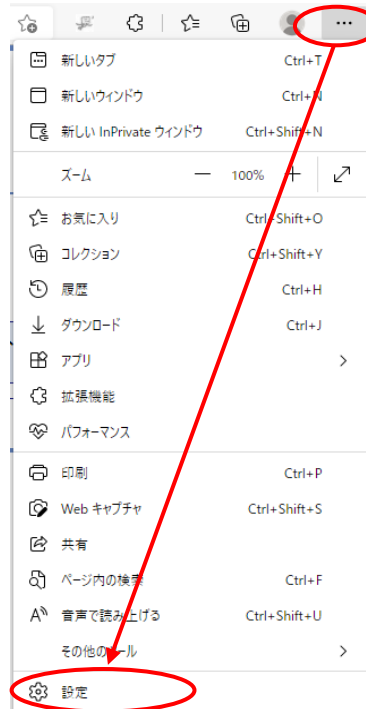 新しいタブ Ctrl+T
新しいウィンドウ Ctrl+N
新しい InPrivate ウィンドウ Ctrl+Shift+N
ズーム — 100% +
お気に入り Ctrl+Shift+O
コレクション Ctrl+Shift+Y
履歴 Ctrl+H
ダウンロード Ctrl+J
アプリ
拡張機能
パフォーマンス
印刷 Ctrl+P
Web キャプチャ Ctrl+Shift+S
共有
ページ内の検索 Ctrl+F
音声で読み上げる Ctrl+Shift+U
その他のツール
設定